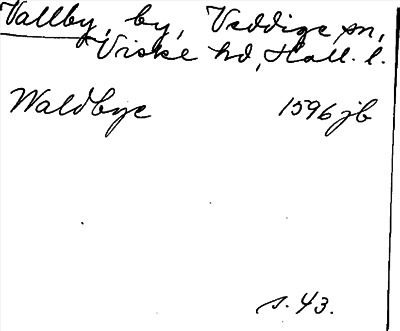 Vallby, by, Veddige sn,
Viske hd, Hall. l.
Waldbye 1596 jb
s. 43.